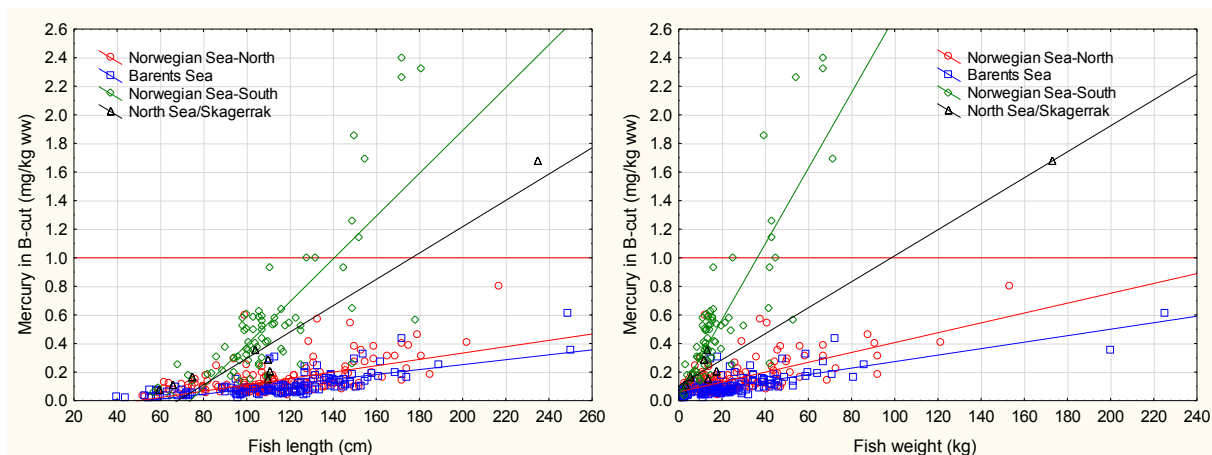 Mercury in B-cut (mg/kg ww)
2.6
2.4
2.2
2.0
1.8
1.6
1.4
1.2
1.0
0.8
0.6
0.4
0.2
0.0
Norwegian Sea-North
Barents Sea
Norwegian Sea-South
North Sea/Skagerrak
20 40 60 80 100 120 140 160 180 200 220 240 260
Fish length (cm)
Mercury in B-cut (mg/kg ww)
2.6
2.4
2.2
2.0
1.8
1.6
1.4
1.2
1.0
0.8
0.6
0.4
0.2
0.0
Norwegian Sea-North
Barents Sea
Norwegian Sea-South
North Sea/Skagerrak
0 20 40 60 80 100 120 140 160 180 200 220 240
Fish weight (kg)